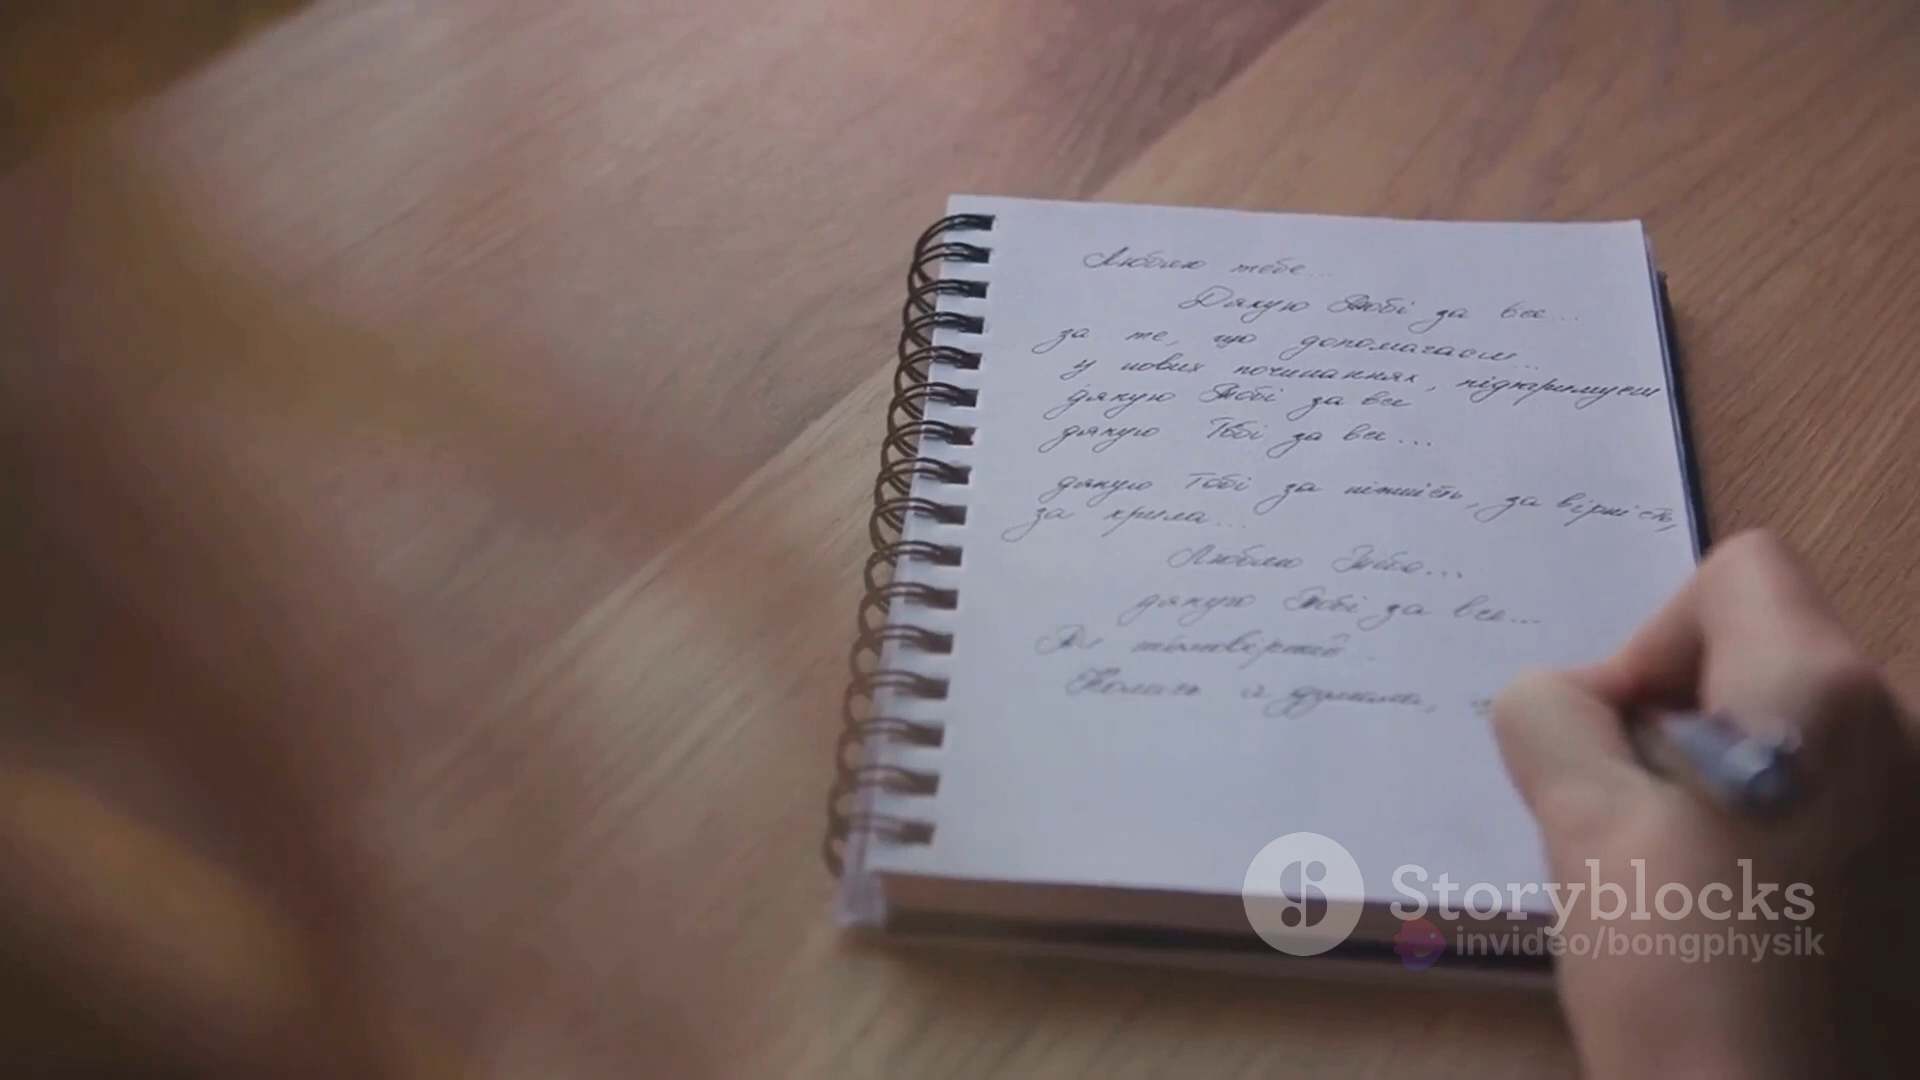 Люблю тебе...
Дякую Тобі за все...
за те, що допомагаєш...
у нових починаннях, підтримуєш
дякую Тобі за все
дякую Тобі за все...
дякую Тобі за ніжність, за вірність,
за крила...
Люблю Тебе...
дякую Тобі за все...
Колись я думала,
Storyblocks
invideo/bongphysik